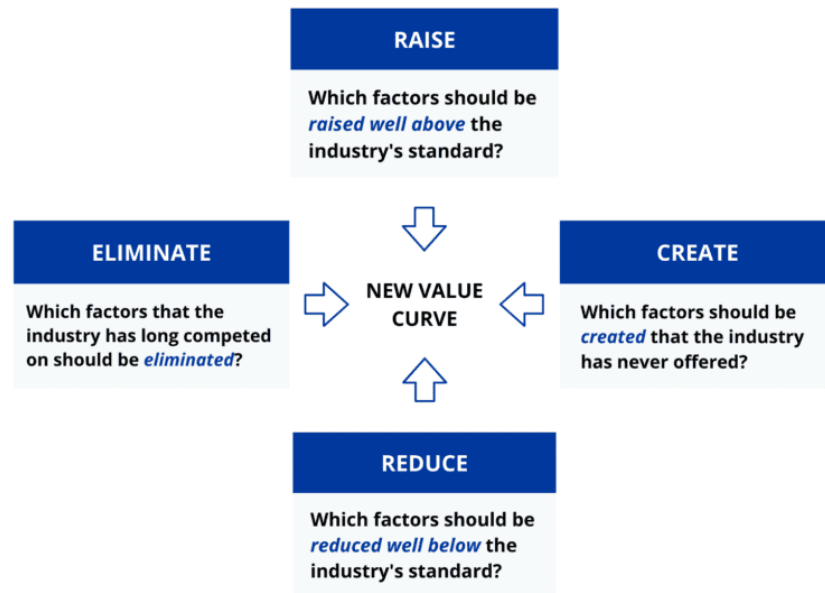 RAISE
Which factors should be
raised well above the
industry's standard?
ELIMINATE
Which factors that the
industry has long competed
on should be eliminated?
NEW VALUE
CURVE
CREATE
Which factors should be
created that the industry
has never offered?
REDUCE
Which factors should be
reduced well below the
industry's standard?